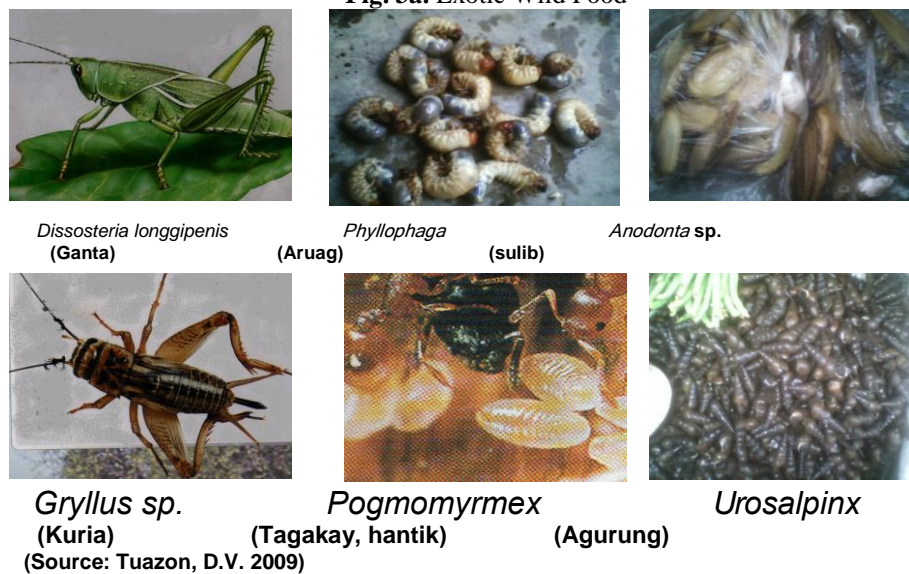 Fig. 3a. Exotic Wild Food
Dissosteria longgipenis Phyllophaga Anodonta sp.
(Ganta) (Aruag) (sulib)
Gryllus sp. Pogmomyrmex Urosalpinx
(Kuria) (Tagakay, hantik) (Agurung)
(Source: Tuazon, D.V. 2009)